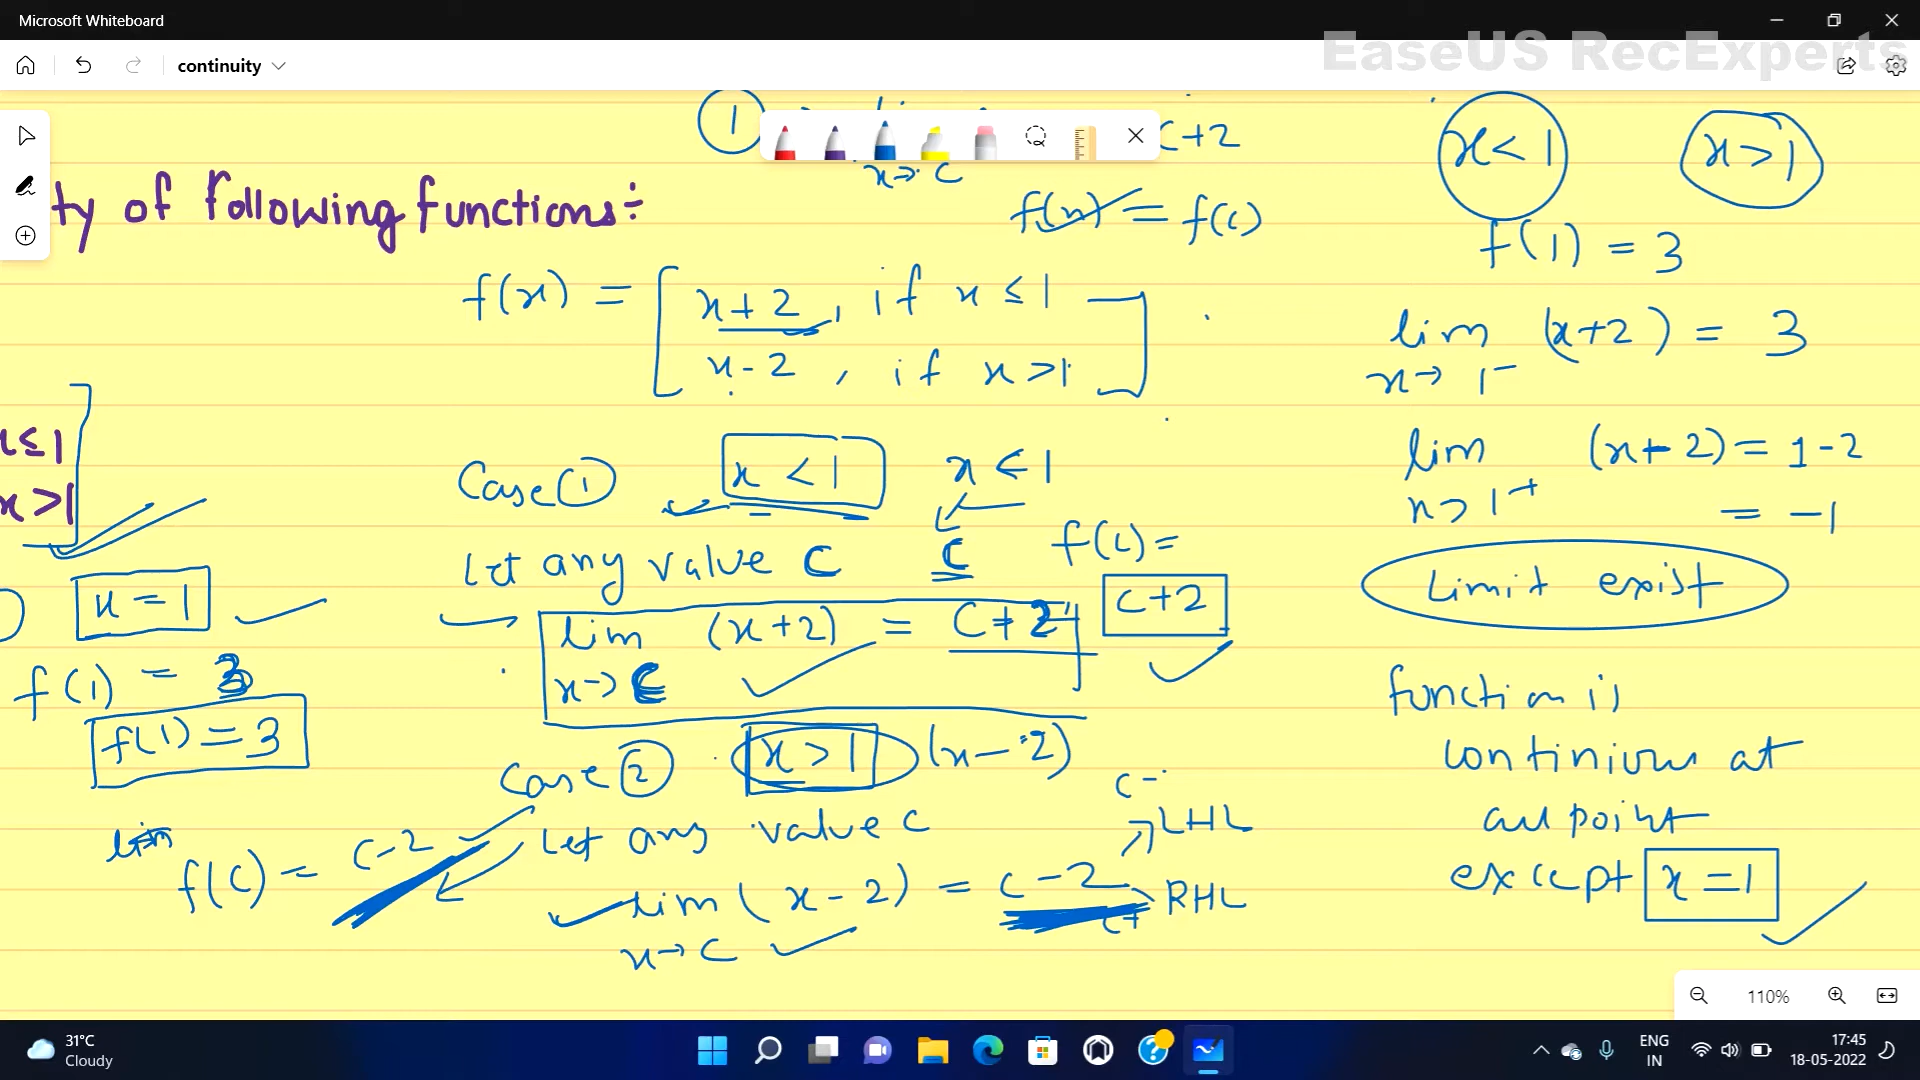 Microsoft Whiteboard
EaseUS RecExperts
continuity
1
c+2
x→c
x<1
x>1
ty of following functions:
f(x) = f(c)
f(1) = 3
f(x) = [ x+2, if x ≤ 1
x-2, if x>1 ]
lim (x+2) = 3
x→1⁻
x≤1
x>1
lim (x+2) = 1-2
x→1⁺ = -1
Case 1 x<1 x<1
Let any value C C f(c) =
c+2
Limit exist
x=1
lim (x+2) = C+2
x→C
f(1) = 3
f(1)=3
function is
continious at
all point
except x=1
Case 2 x>1 (x-2)
Let any value c
c-
LHL
lim
f(c) = c-2
lim (x-2) = c-2
x→C
c+
RHL
110%
31°C
Cloudy
ENG
IN
17:45
18-05-2022